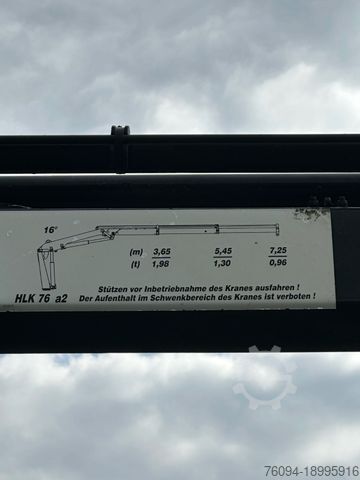 16°
(m) 3,65 5,45 7,25
(t) 1,98 1,30 0,96
HLK 76 a2
Stützen vor Inbetriebnahme des Kranes ausfahren !
Der Aufenthalt im Schwenkbereich des Kranes ist verboten !
76094-18995916